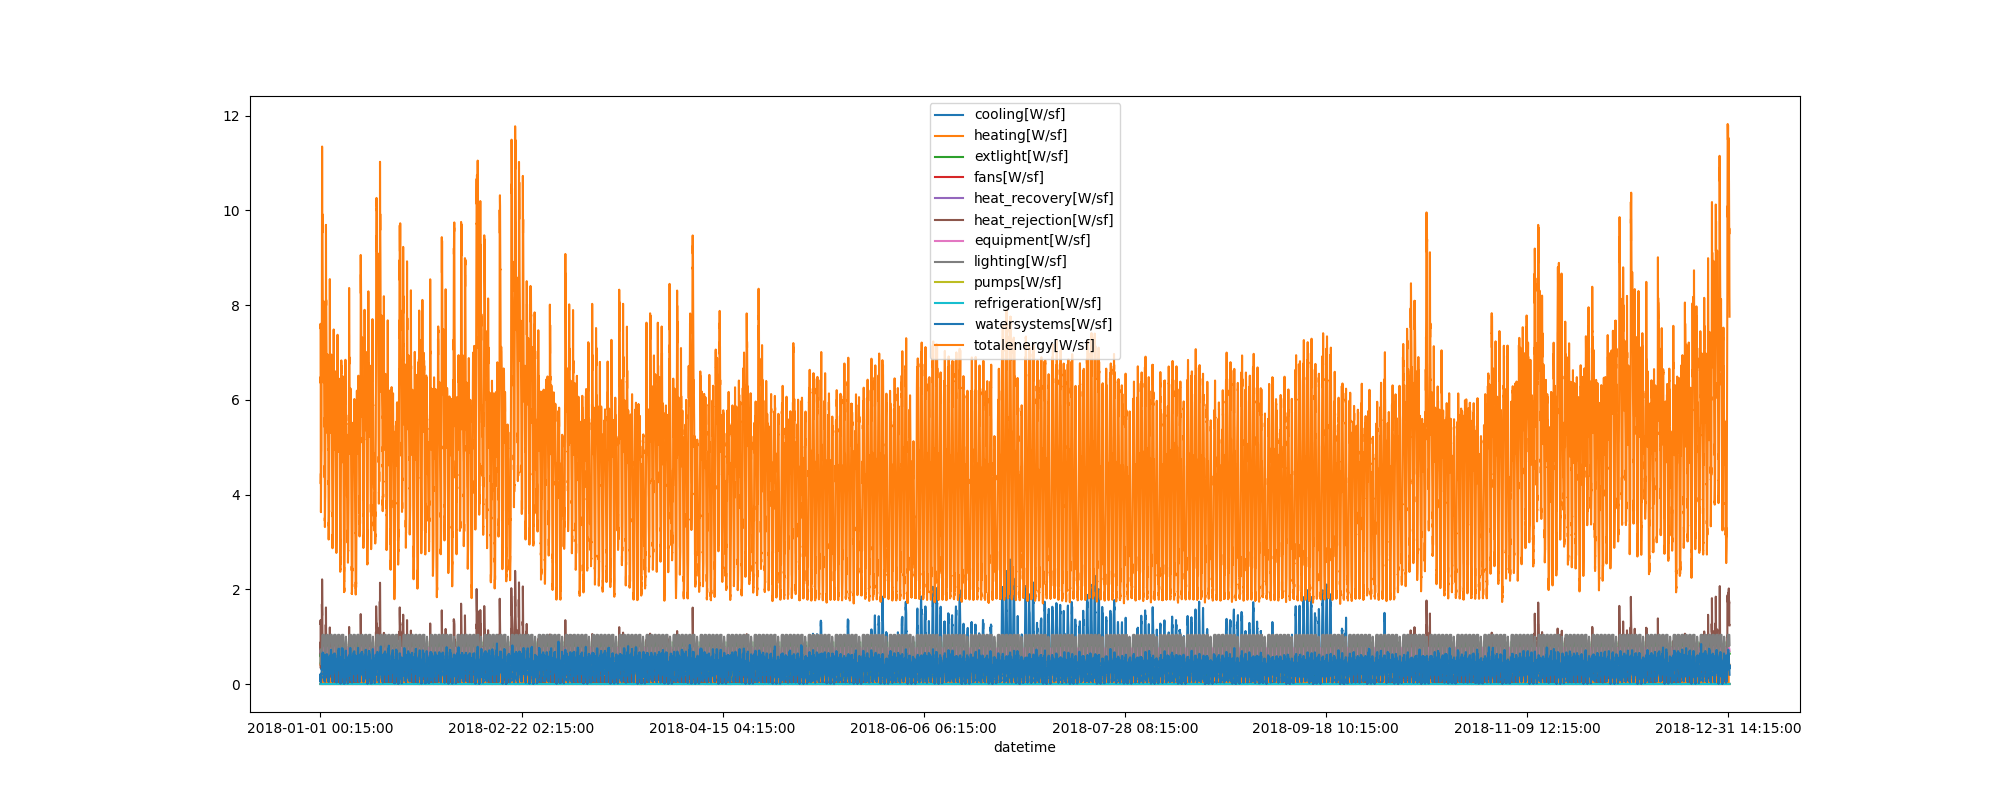 12
10
8
6
4
2
0
cooling[W/sf]
heating[W/sf]
extlight[W/sf]
fans[W/sf]
heat_recovery[W/sf]
heat_rejection[W/sf]
equipment[W/sf]
lighting[W/sf]
pumps[W/sf]
refrigeration[W/sf]
watersystems[W/sf]
totalenergy[W/sf]
2018-01-01 00:15:00 2018-02-22 02:15:00 2018-04-15 04:15:00 2018-06-06 06:15:00 2018-07-28 08:15:00 2018-09-18 10:15:00 2018-11-09 12:15:00 2018-12-31 14:15:00
datetime